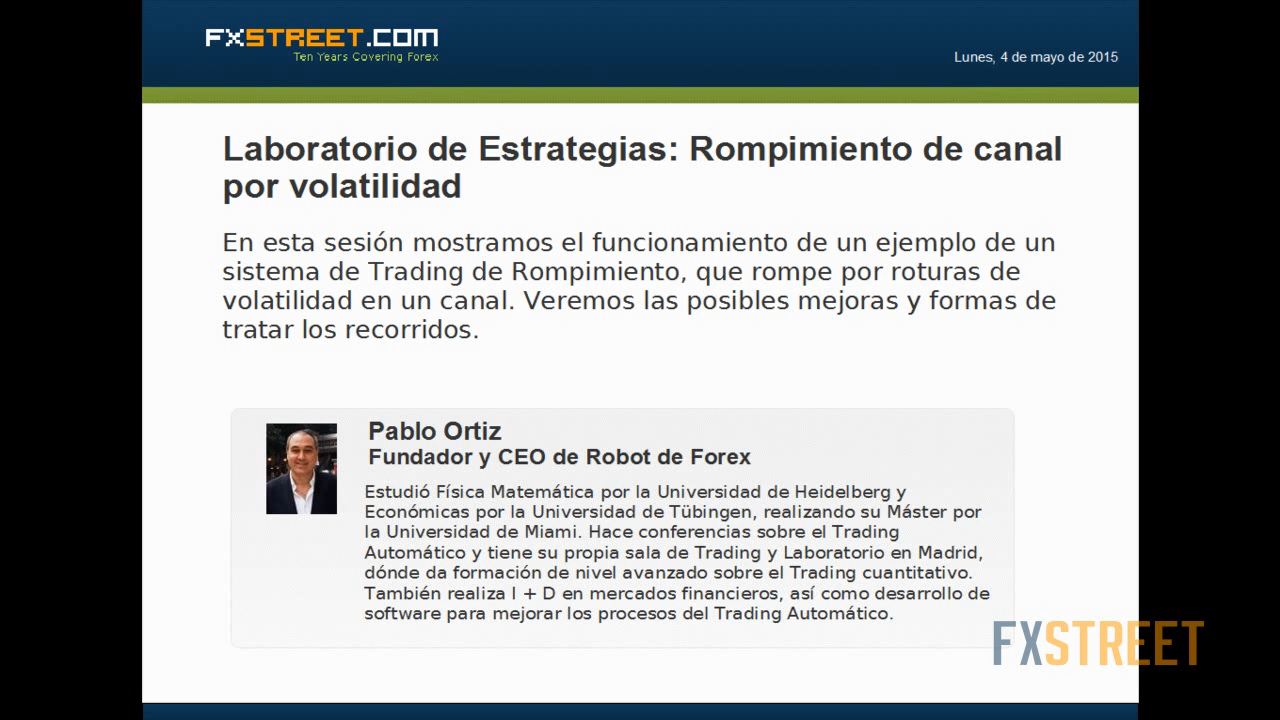 FXSTREET.COM
Ten Years Covering Forex
Lunes, 4 de mayo de 2015
Laboratorio de Estrategias: Rompimiento de canal
por volatilidad
En esta sesión mostramos el funcionamiento de un ejemplo de un
sistema de Trading de Rompimiento, que rompe por roturas de
volatilidad en un canal. Veremos las posibles mejoras y formas de
tratar los recorridos.
Pablo Ortiz
Fundador y CEO de Robot de Forex
Estudió Física Matemática por la Universidad de Heidelberg y
Económicas por la Universidad de Tübingen, realizando su Máster por
la Universidad de Miami. Hace conferencias sobre el Trading
Automático y tiene su propia sala de Trading y Laboratorio en Madrid,
dónde da formación de nivel avanzado sobre el Trading cuantitativo.
También realiza I + D en mercados financieros, así como desarrollo de
software para mejorar los procesos del Trading Automático.
FXSTREET